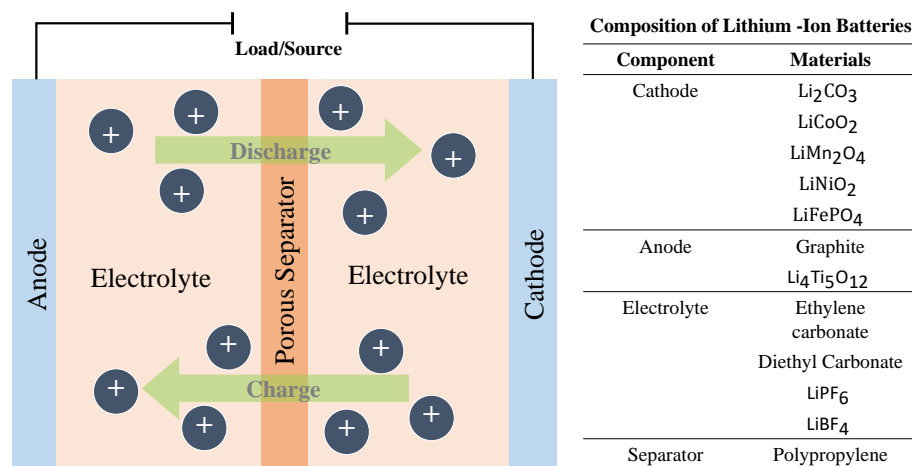 Load/Source
Anode
Electrolyte
Porous Separator
Electrolyte
Cathode
+
+
+
Discharge
+
+
+
+
+
Charge
+
+
+
+
+
Composition of Lithium -Ion Batteries
Component Materials
Cathode Li₂CO₃
LiCoO₂
LiMn₂O₄
LiNiO₂
LiFePO₄
Anode Graphite
Li₄Ti₅O₁₂
Electrolyte Ethylene
carbonate
Diethyl Carbonate
LiPF₆
LiBF₄
Separator Polypropylene